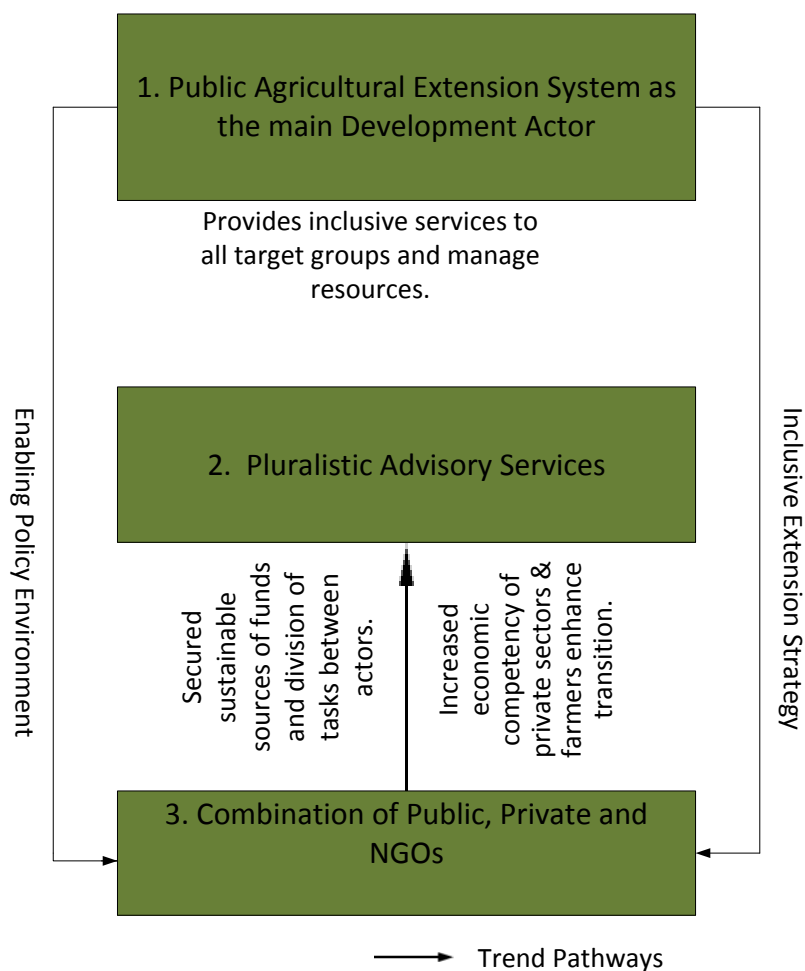 1. Public Agricultural Extension System as
the main Development Actor
Provides inclusive services to
all target groups and manage
resources.
Enabling Policy Environment
Inclusive Extension Strategy
2. Pluralistic Advisory Services
Secured
sustainable
sources of funds
and division of
tasks between
actors.
Increased
economic
competency of
private sectors &
farmers enhance
transition.
3. Combination of Public, Private and
NGOs
Trend Pathways